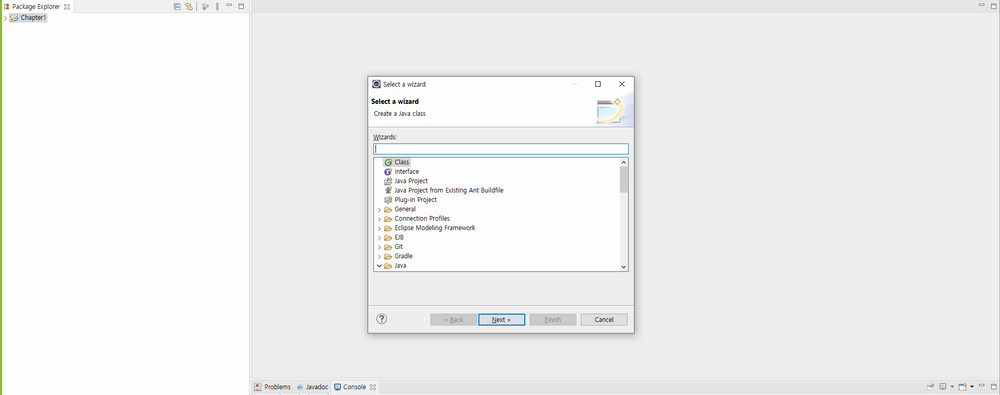 Package Explorer
Chapter1
Select a wizard
Select a wizard
Create a Java class
Wizards:
Class
Interface
Java Project
Java Project from Existing Ant Buildfile
Plug-in Project
General
Connection Profiles
Eclipse Modeling Framework
EJB
Git
Gradle
Java
< Back
Next >
Finish
Cancel
Problems
@ Javadoc
Console